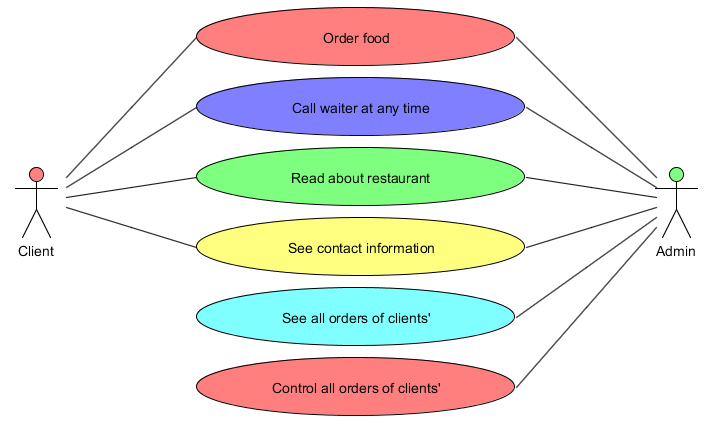 Order food
Call waiter at any time
Read about restaurant
See contact information
Client
Admin
See all orders of clients'
Control all orders of clients'